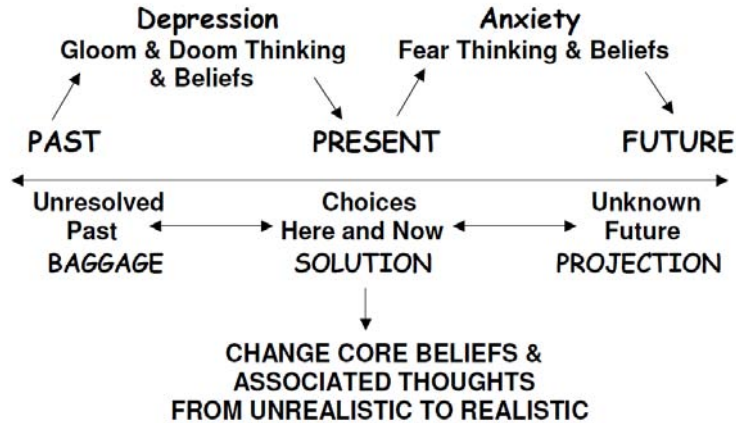 Depression
Gloom & Doom Thinking
& Beliefs
Anxiety
Fear Thinking & Beliefs
PAST
PRESENT
FUTURE
Unresolved
Past
BAGGAGE
Choices
Here and Now
SOLUTION
Unknown
Future
PROJECTION
CHANGE CORE BELIEFS &
ASSOCIATED THOUGHTS
FROM UNREALISTIC TO REALISTIC